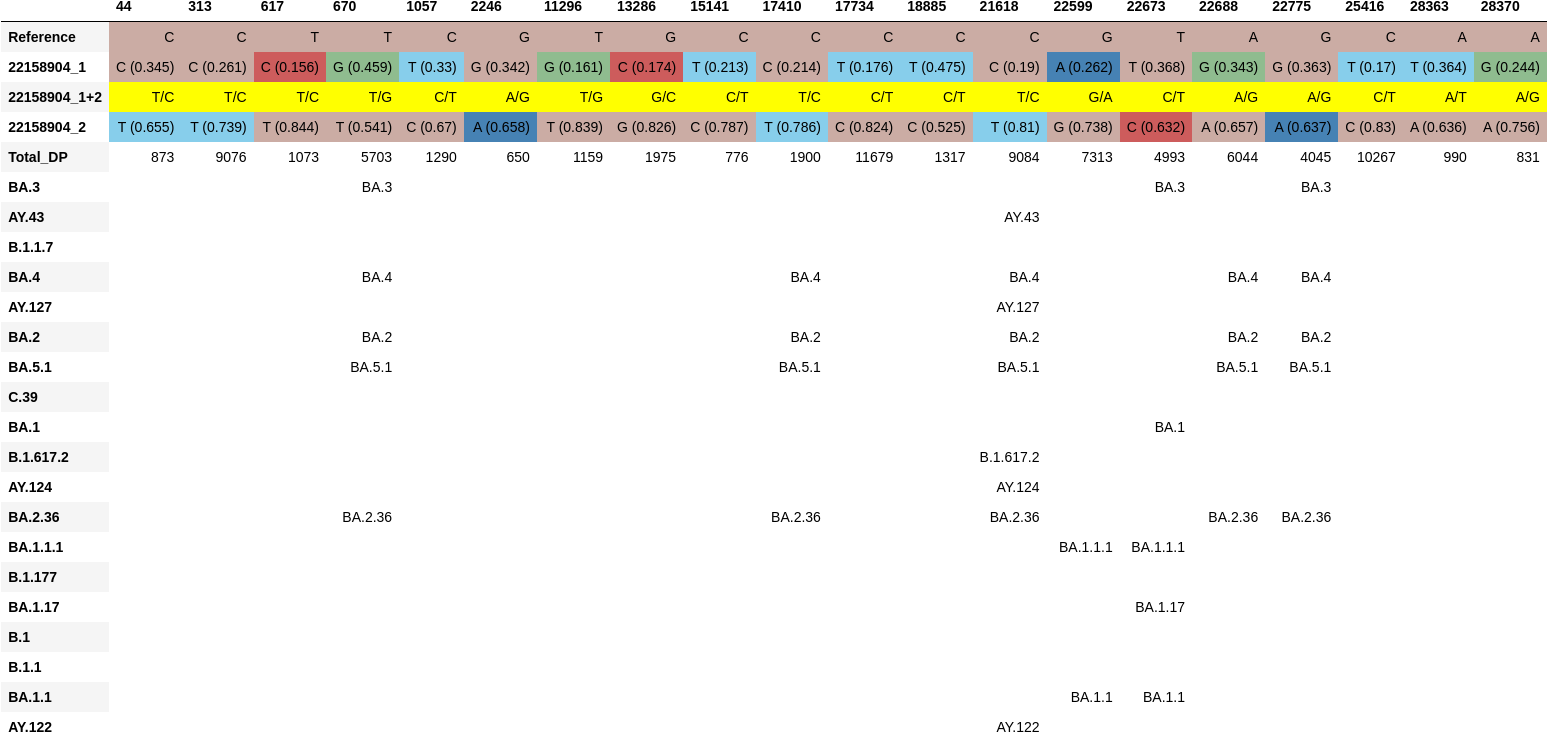 44 313 617 670 1057 2246 11296 13286 15141 17410 17734 18885 21618 22599 22673 22688 22775 25416 28363 28370
Reference C C T T C G T G C C C C C G T A G C A A
22158904_1 C (0.345) C (0.261) C (0.156) G (0.459) T (0.33) G (0.342) G (0.161) C (0.174) T (0.213) C (0.214) T (0.176) T (0.475) C (0.19) A (0.262) T (0.368) G (0.343) G (0.363) T (0.17) T (0.364) G (0.244)
22158904_1+2 T/C T/C T/C T/G C/T A/G T/G G/C C/T T/C C/T C/T T/C G/A C/T A/G A/G C/T A/T A/G
22158904_2 T (0.655) T (0.739) T (0.844) T (0.541) C (0.67) A (0.658) T (0.839) G (0.826) C (0.787) T (0.786) C (0.824) C (0.525) T (0.81) G (0.738) C (0.632) A (0.657) A (0.637) C (0.83) A (0.636) A (0.756)
Total_DP 873 9076 1073 5703 1290 650 1159 1975 776 1900 11679 1317 9084 7313 4993 6044 4045 10267 990 831
BA.3 BA.3 BA.3 BA.3
AY.43 AY.43
B.1.1.7
BA.4 BA.4 BA.4 BA.4 BA.4 BA.4
AY.127 AY.127
BA.2 BA.2 BA.2 BA.2 BA.2 BA.2
BA.5.1 BA.5.1 BA.5.1 BA.5.1 BA.5.1 BA.5.1
C.39
BA.1 BA.1
B.1.617.2 B.1.617.2
AY.124 AY.124
BA.2.36 BA.2.36 BA.2.36 BA.2.36 BA.2.36 BA.2.36
BA.1.1.1 BA.1.1.1 BA.1.1.1
B.1.177
BA.1.17 BA.1.17
B.1
B.1.1
BA.1.1 BA.1.1 BA.1.1
AY.122 AY.122